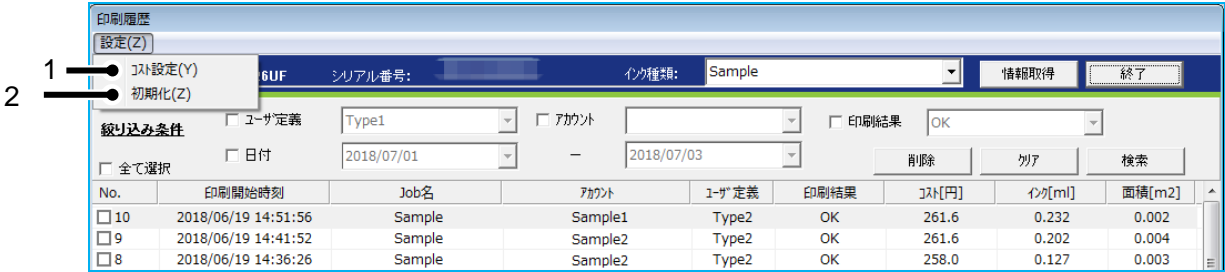 印刷履歴
設定(Z)
1 ｺｽﾄ設定(Y)
2 初期化(Z)
6UF シリアル番号: ｲﾝｸ種類: Sample 情報取得 終了
絞り込み条件 ﾕｰｻﾞ定義 Type1 ｱｶｳﾝﾄ 印刷結果 OK
日付 2018/07/01 － 2018/07/03 削除 ｸﾘｱ 検索
全て選択
No. 印刷開始時刻 Job名 ｱｶｳﾝﾄ ﾕｰｻﾞ定義 印刷結果 ｺｽﾄ[円] ｲﾝｸ[ml] 面積[m2]
10 2018/06/19 14:51:56 Sample Sample1 Type2 OK 261.6 0.232 0.002
9 2018/06/19 14:41:52 Sample Sample2 Type2 OK 261.6 0.202 0.004
8 2018/06/19 14:36:26 Sample Sample2 Type2 OK 258.0 0.127 0.003